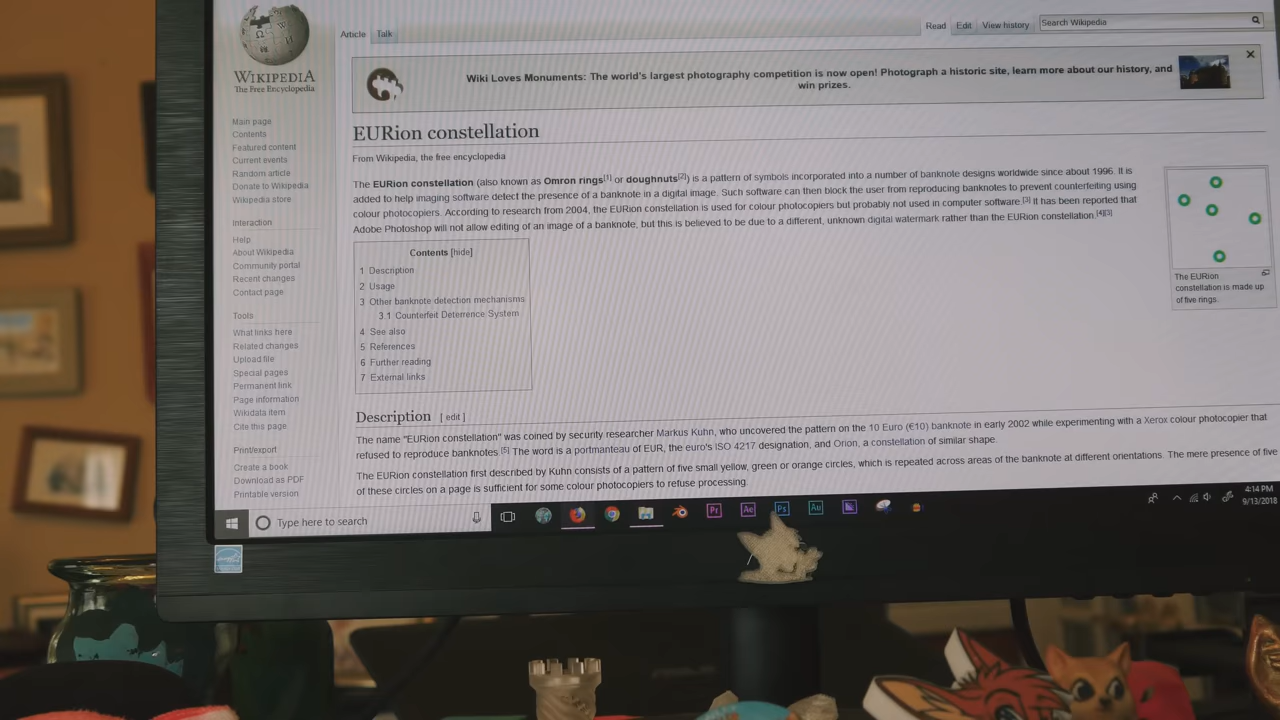 Article Talk
Read Edit View history Search Wikipedia
WIKIPEDIA
The Free Encyclopedia
Wiki Loves Monuments: The world's largest photography competition is now open! Photograph a historic site, learn more about our history, and
win prizes.
Main page
Contents
Featured content
Current events
Random article
Donate to Wikipedia
Wikipedia store
Interaction
Help
About Wikipedia
Community portal
Recent changes
Contact page
Tools
What links here
Related changes
Upload file
Special pages
Permanent link
Page information
Wikidata item
Cite this page
Print/export
Create a book
Download as PDF
Printable version
EURion constellation
From Wikipedia, the free encyclopedia
The EURion constellation (also known as Omron rings[1] or doughnuts[2]) is a pattern of symbols incorporated into a number of banknote designs worldwide since about 1996. It is
added to help imaging software detect the presence of a banknote in a digital image. Such software can then block the user from reproducing banknotes to prevent counterfeiting using
colour photocopiers. According to research from 2004, the EURion constellation is used for colour photocopiers but probably not used in computer software.[3] It has been reported that
Adobe Photoshop will not allow editing of an image of a banknote, but this is believed to be due to a different, unknown digital watermark rather than the EURion constellation.[4][3]
The EURion
constellation is made up
of five rings.
Contents [hide]
1 Description
2 Usage
3 Other banknote detection mechanisms
3.1 Counterfeit Deterrence System
4 See also
5 References
6 Further reading
7 External links
Description [ edit ]
The name "EURion constellation" was coined by security researcher Markus Kuhn, who uncovered the pattern on the 10 Euro (€10) banknote in early 2002 while experimenting with a Xerox colour photocopier that
refused to reproduce banknotes.[5] The word is a portmanteau of EUR, the euro's ISO 4217 designation, and Orion, a constellation of similar shape.
The EURion constellation first described by Kuhn consists of a pattern of five small yellow, green or orange circles, which is repeated across areas of the banknote at different orientations. The mere presence of five
of these circles on a page is sufficient for some colour photocopiers to refuse processing.
Type here to search
Pr Ae Ps Au
4:14 PM
9/13/2018